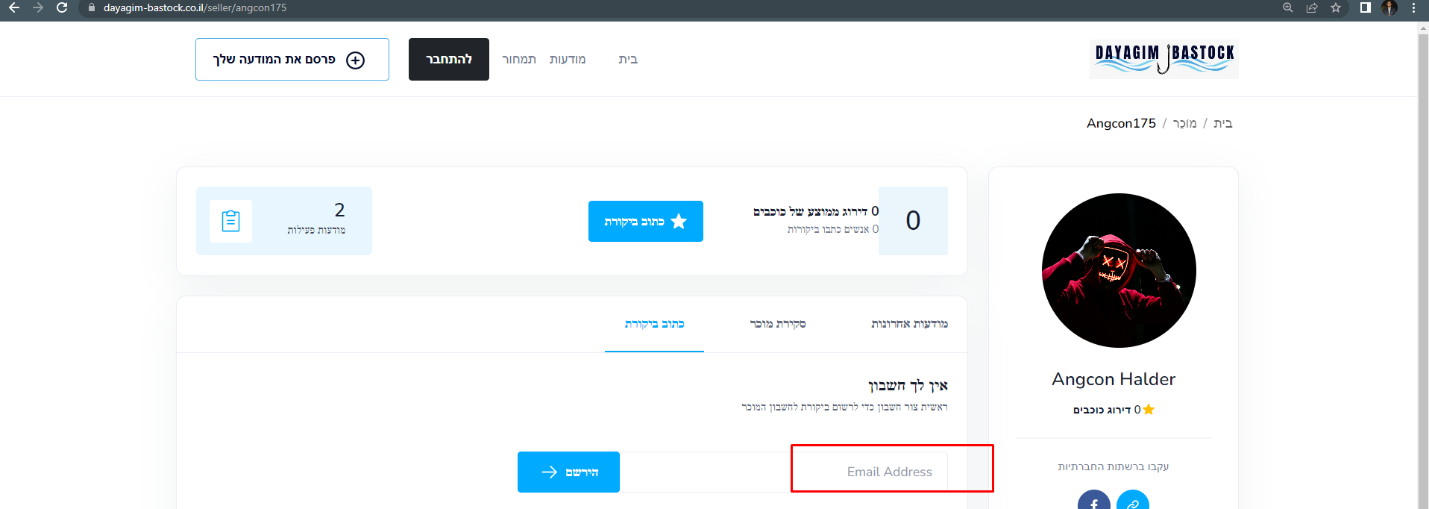 dayagim-bastock.co.il/seller/angcon175
DAYAGIM BASTOCK
בית
מודעות
תמחור
להתחבר
פרסם את המודעה שלך
בית / מוֹכֵר / Angcon175
Angcon Halder
0 דירוג כוכבים
עקבו ברשתות החברתיות
0
0 דירוג ממוצע של כוכבים
0 אנשים כתבו ביקורות
כתוב ביקורת
2
מודעות פעילות
מודעות אחרונות
סקירת מוכר
כתוב ביקורת
אין לך חשבון
ראשית צור חשבון כדי לרשום ביקורת לחשבון המוכר
Email Address
הירשם